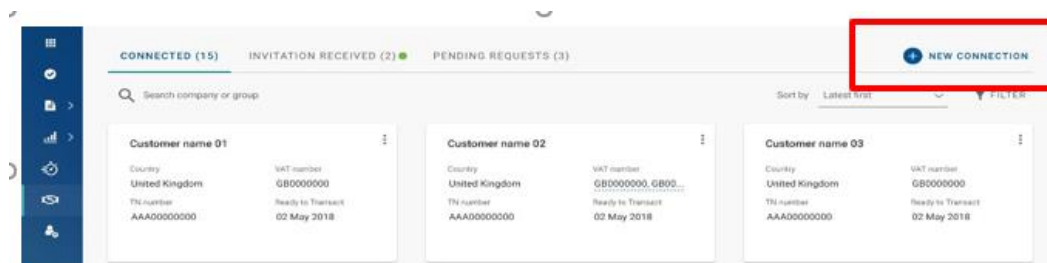 CONNECTED (15) INVITATION RECEIVED (2) PENDING REQUESTS (3) NEW CONNECTION
Search company or group Sort by Latest first FILTER
Customer name 01 Customer name 02 Customer name 03
Country VAT number Country VAT number Country VAT number
United Kingdom GB0000000 United Kingdom GB0000000, GB00... United Kingdom GB0000000
TN number Ready to Transact TN number Ready to Transact TN number Ready to Transact
AAA00000000 02 May 2018 AAA00000000 02 May 2018 AAA00000000 02 May 2018